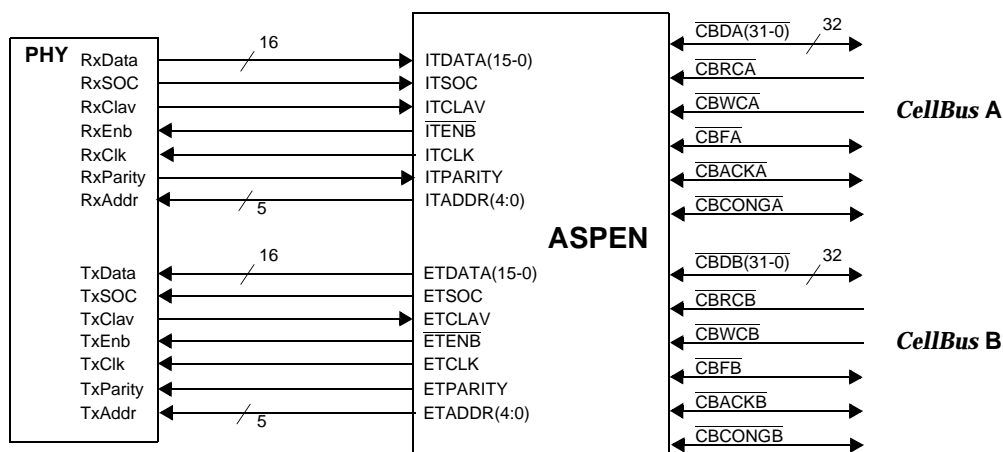 PHY
RxData
RxSOC
RxClav
RxEnb
RxClk
RxParity
RxAddr
16
5
TxData
TxSOC
TxClav
TxEnb
TxClk
TxParity
TxAddr
16
5
ITDATA(15-0)
ITSOC
ITCLAV
ITENB
ITCLK
ITPARITY
ITADDR(4:0)
ASPEN
ETDATA(15-0)
ETSOC
ETCLAV
ETENB
ETCLK
ETPARITY
ETADDR(4:0)
CBDA(31-0)
32
CBRCA
CBWCA
CBFA
CBACKA
CBCONGA
CellBus A
CBDB(31-0)
32
CBRCB
CBWCB
CBFB
CBACKB
CBCONGB
CellBus B